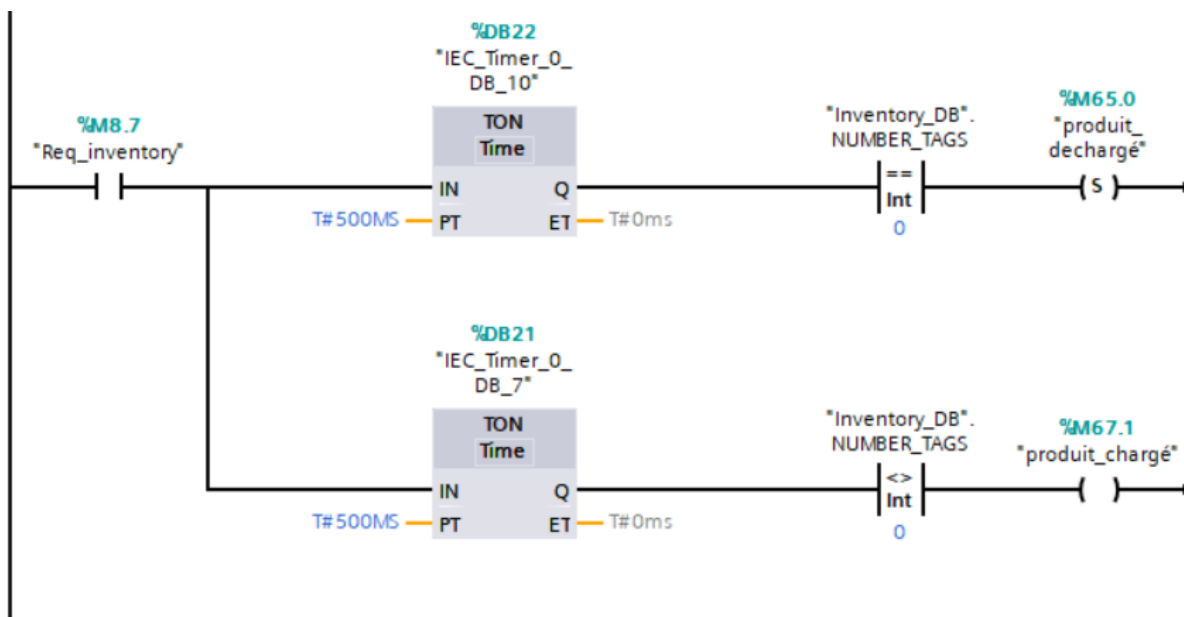 %DB22
"IEC_Timer_0_
DB_10"
TON
Time
%M8.7
"Req_inventory"
IN
Q
T#500MS
PT
ET
T#0ms
"Inventory_DB".
NUMBER_TAGS
==
Int
0
%M65.0
"produit_
dechargé"
S
%DB21
"IEC_Timer_0_
DB_7"
TON
Time
IN
Q
T#500MS
PT
ET
T#0ms
"Inventory_DB".
NUMBER_TAGS
<>
Int
0
%M67.1
"produit_chargé"